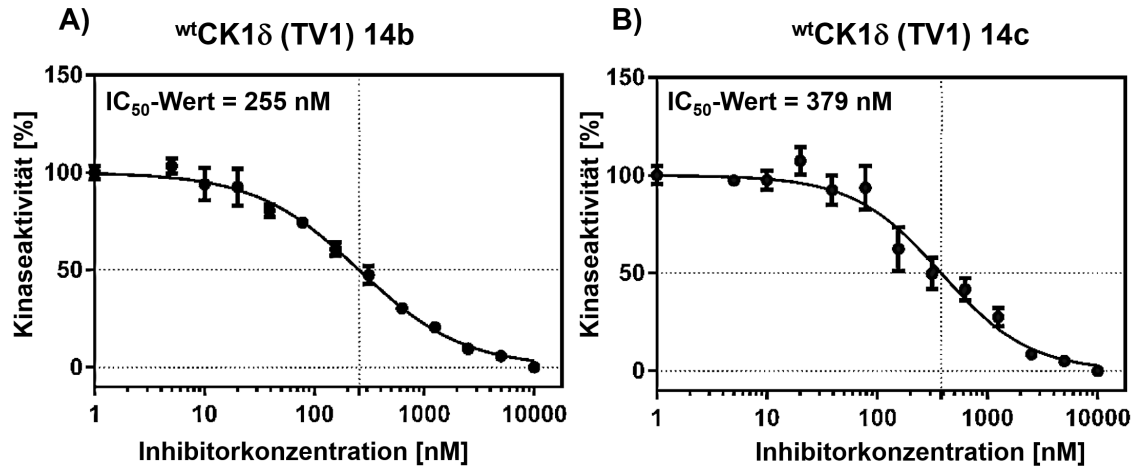 A)
ʷᵗCK1δ (TV1) 14b
150
IC₅₀-Wert = 255 nM
100
50
0
Kinaseaktivität [%]
1 10 100 1000 10000
Inhibitorkonzentration [nM]
B)
ʷᵗCK1δ (TV1) 14c
150
IC₅₀-Wert = 379 nM
100
50
0
Kinaseaktivität [%]
1 10 100 1000 10000
Inhibitorkonzentration [nM]